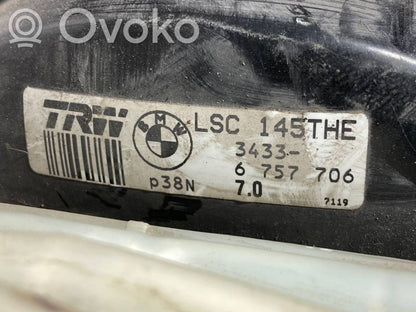 Ovoko
TRW BMW LSC 145THE
3433-
6 757 706
p38N 7.0
7119